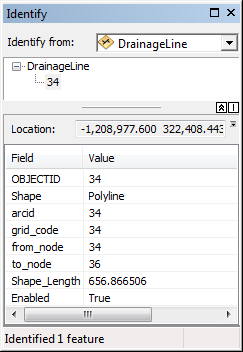 Identify
Identify from: DrainageLine
DrainageLine
34
Location: -1,208,977.600 322,408.443
Field Value
OBJECTID 34
Shape Polyline
arcid 34
grid_code 34
from_node 34
to_node 36
Shape_Length 656.866506
Enabled True
Identified 1 feature